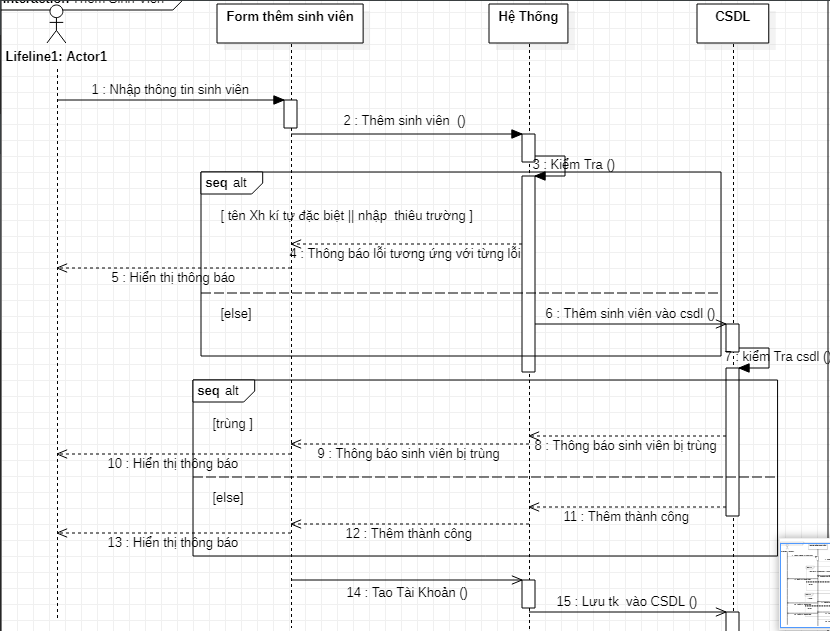 Interaction Thêm Sinh Viên
Form thêm sinh viên
Hệ Thống
CSDL
Lifeline1: Actor1
1 : Nhập thông tin sinh viên
2 : Thêm sinh viên ()
3 : Kiểm Tra ()
seq alt
[ tên Xh kí tự đặc biệt || nhập thiêu trường ]
4 : Thông báo lỗi tương ứng với từng lỗi
5 : Hiển thị thông báo
[else]
6 : Thêm sinh viên vào csdl ()
7 : kiểm Tra csdl ()
seq alt
[trùng ]
8 : Thông báo sinh viên bị trùng
9 : Thông báo sinh viên bị trùng
10 : Hiển thị thông báo
[else]
11 : Thêm thành công
12 : Thêm thành công
13 : Hiển thị thông báo
14 : Tao Tài Khoản ()
15 : Lưu tk vào CSDL ()